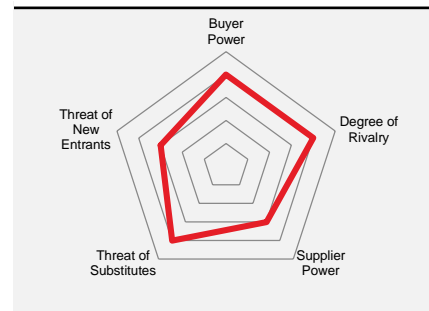 Buyer
Power
Threat of
New
Entrants
Degree of
Rivalry
Threat of
Substitutes
Supplier
Power